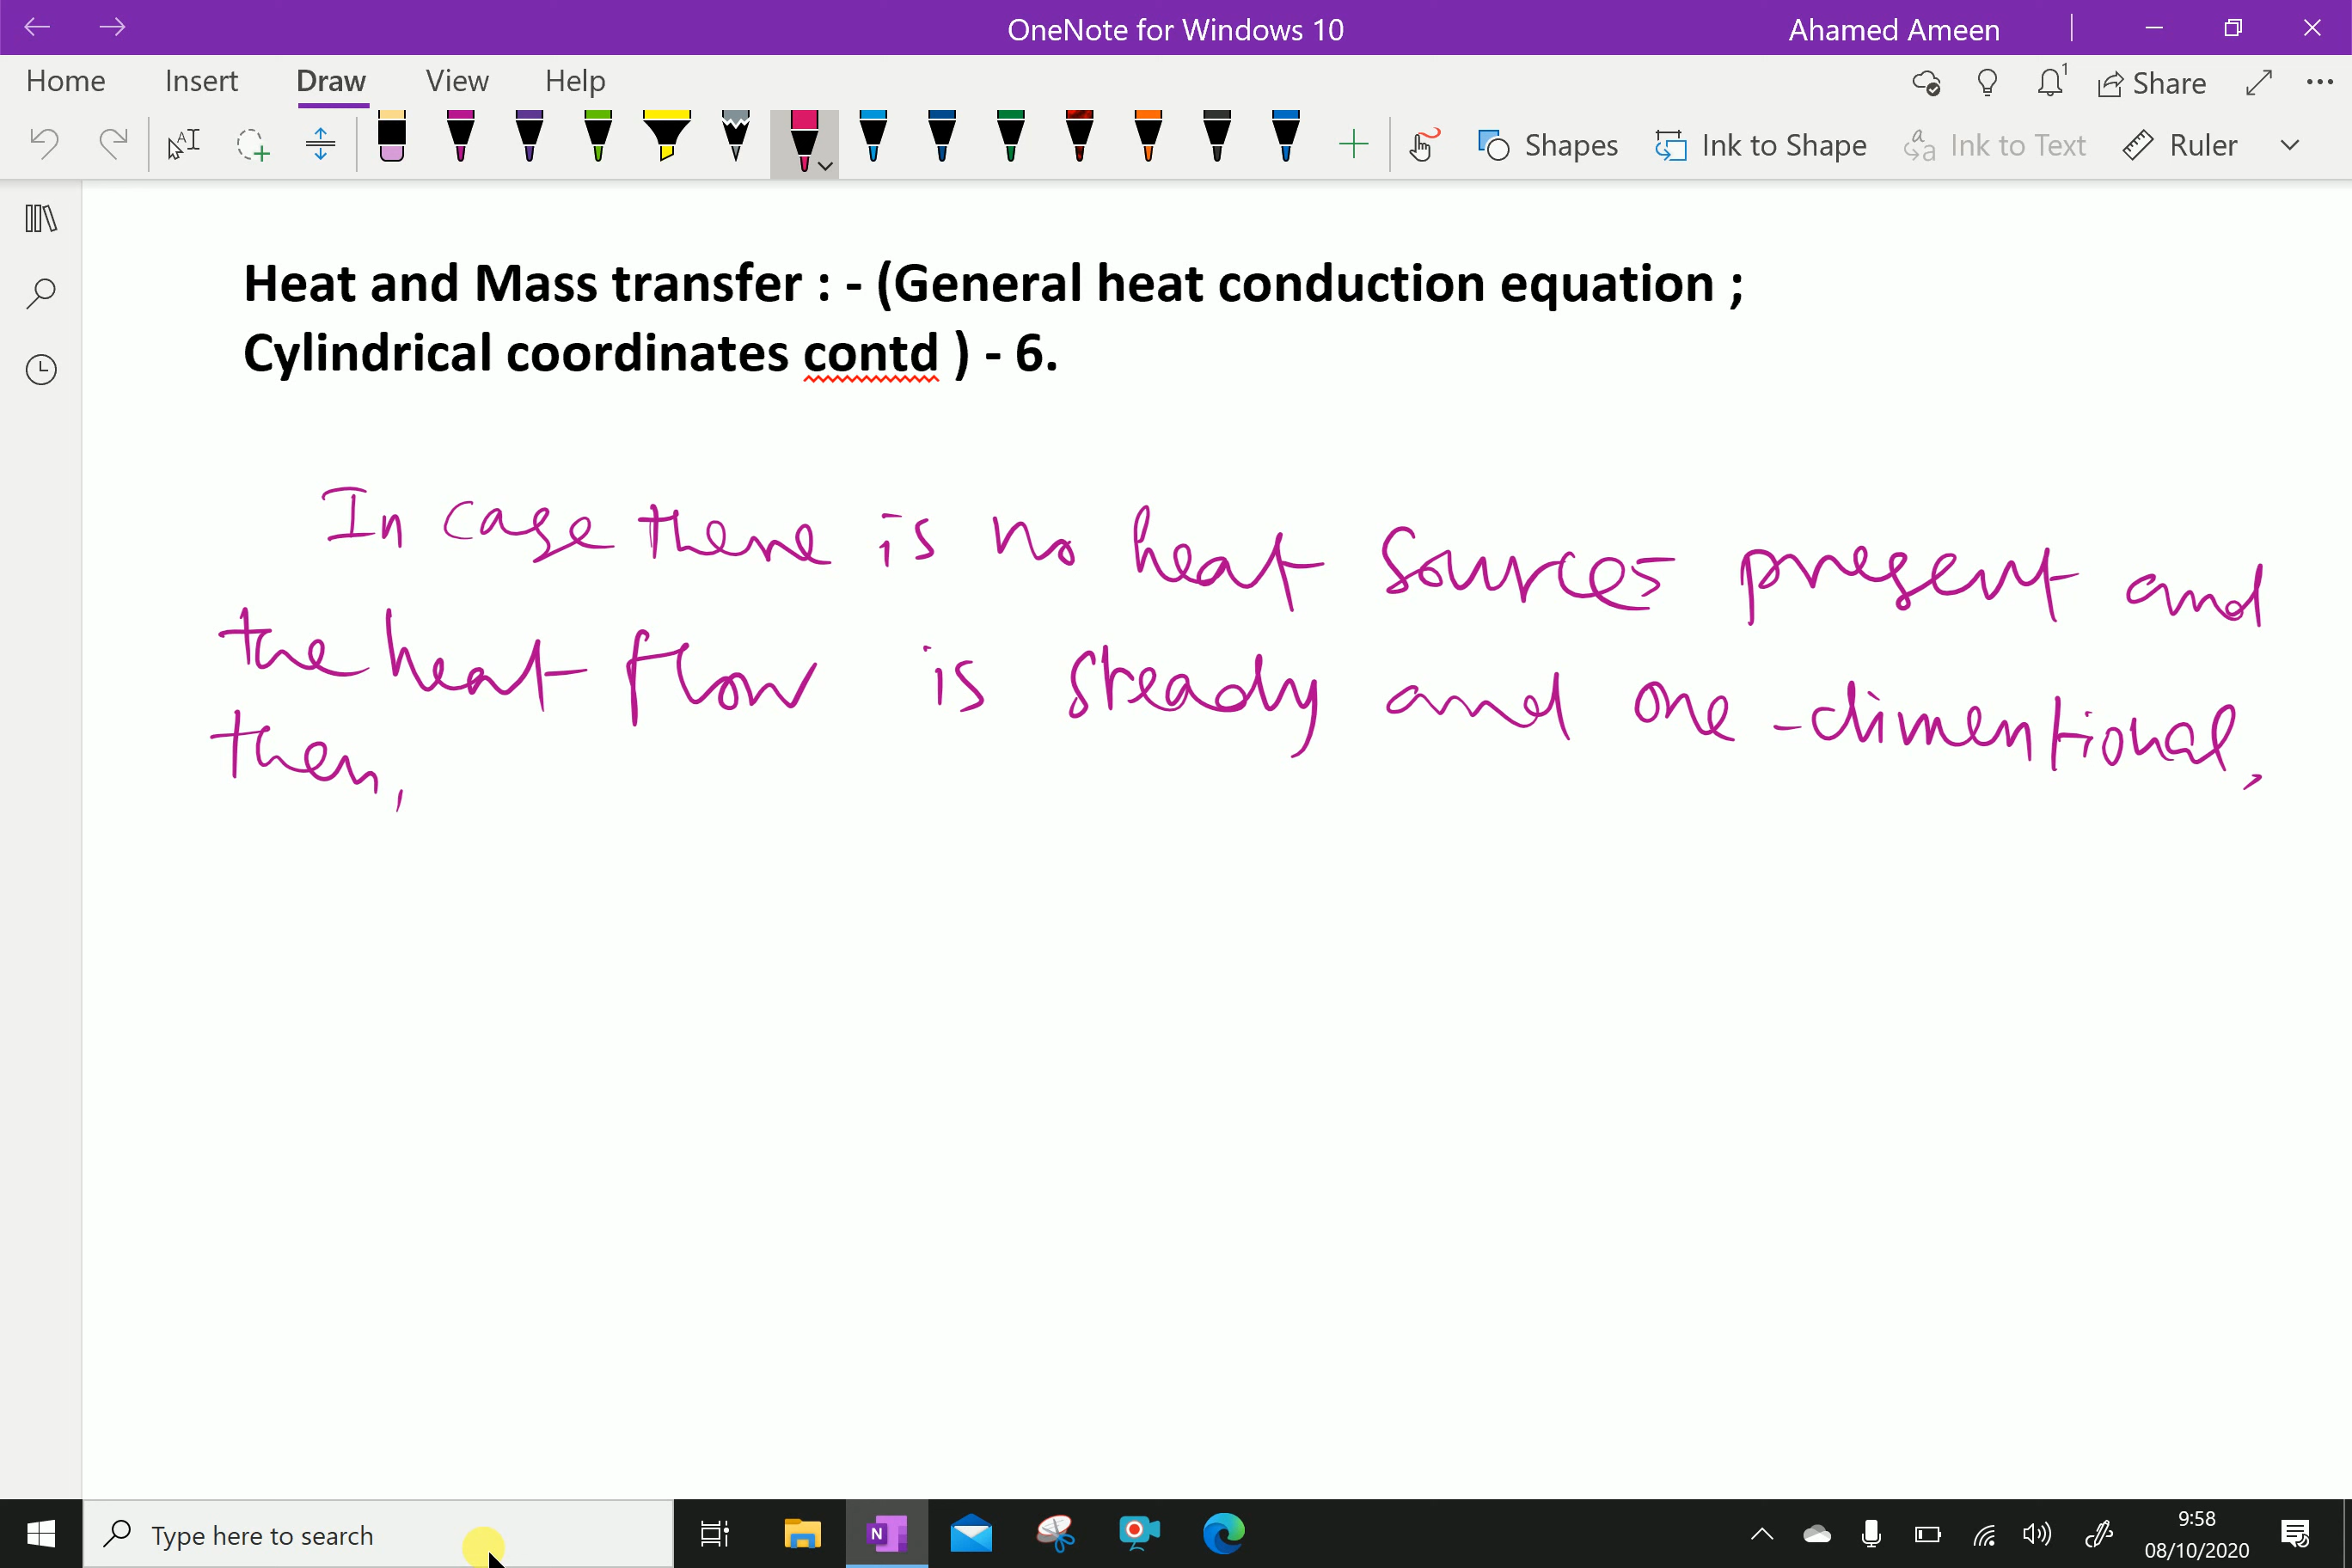 OneNote for Windows 10
Ahamed Ameen
Home Insert Draw View Help
1 Share
Shapes Ink to Shape Ink to Text Ruler
Heat and Mass transfer : - (General heat conduction equation ;
Cylindrical coordinates contd ) - 6.
In case there is no heat sources present and
the heat flow is steady and one-dimentional,
then,
Type here to search
9:58
08/10/2020